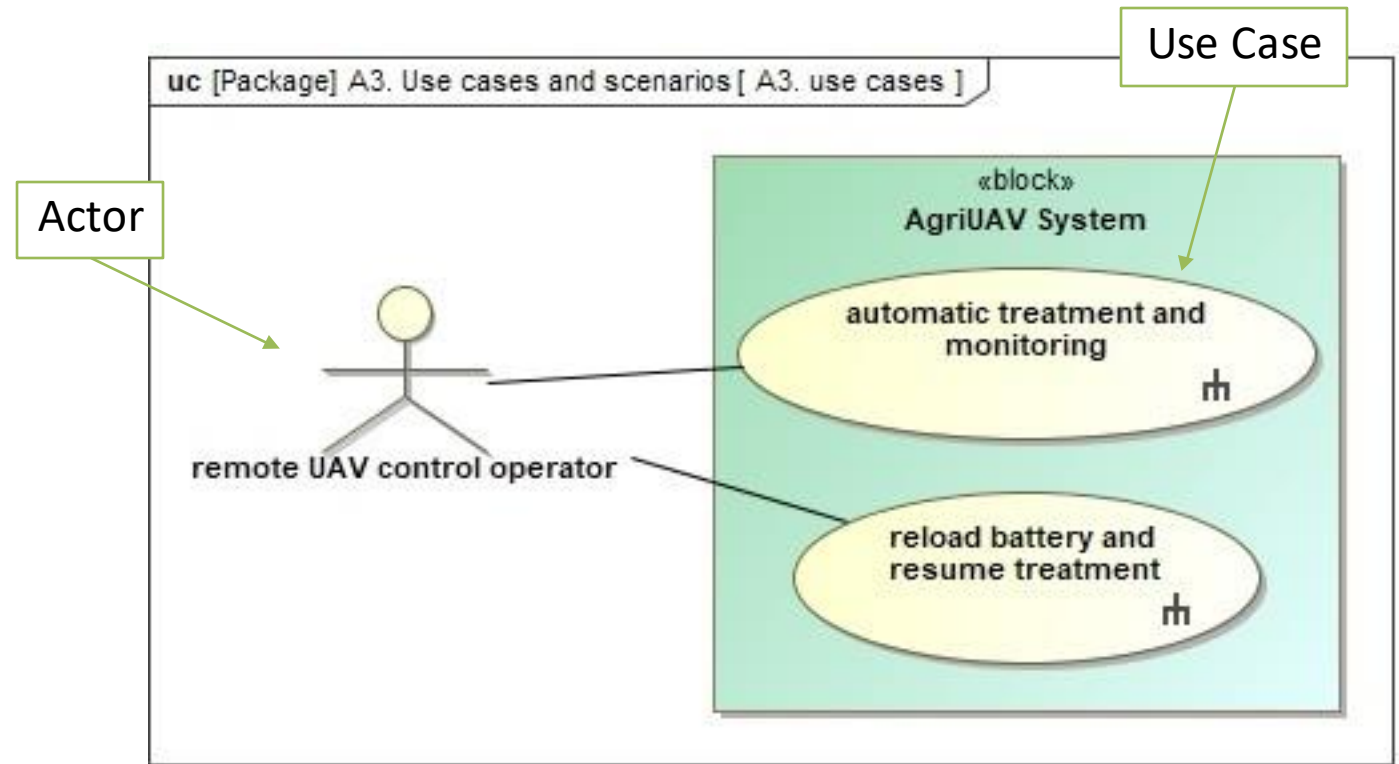 Use Case
uc [Package] A3. Use cases and scenarios [ A3. use cases ]
Actor
«block»
AgriUAV System
automatic treatment and
monitoring
remote UAV control operator
reload battery and
resume treatment